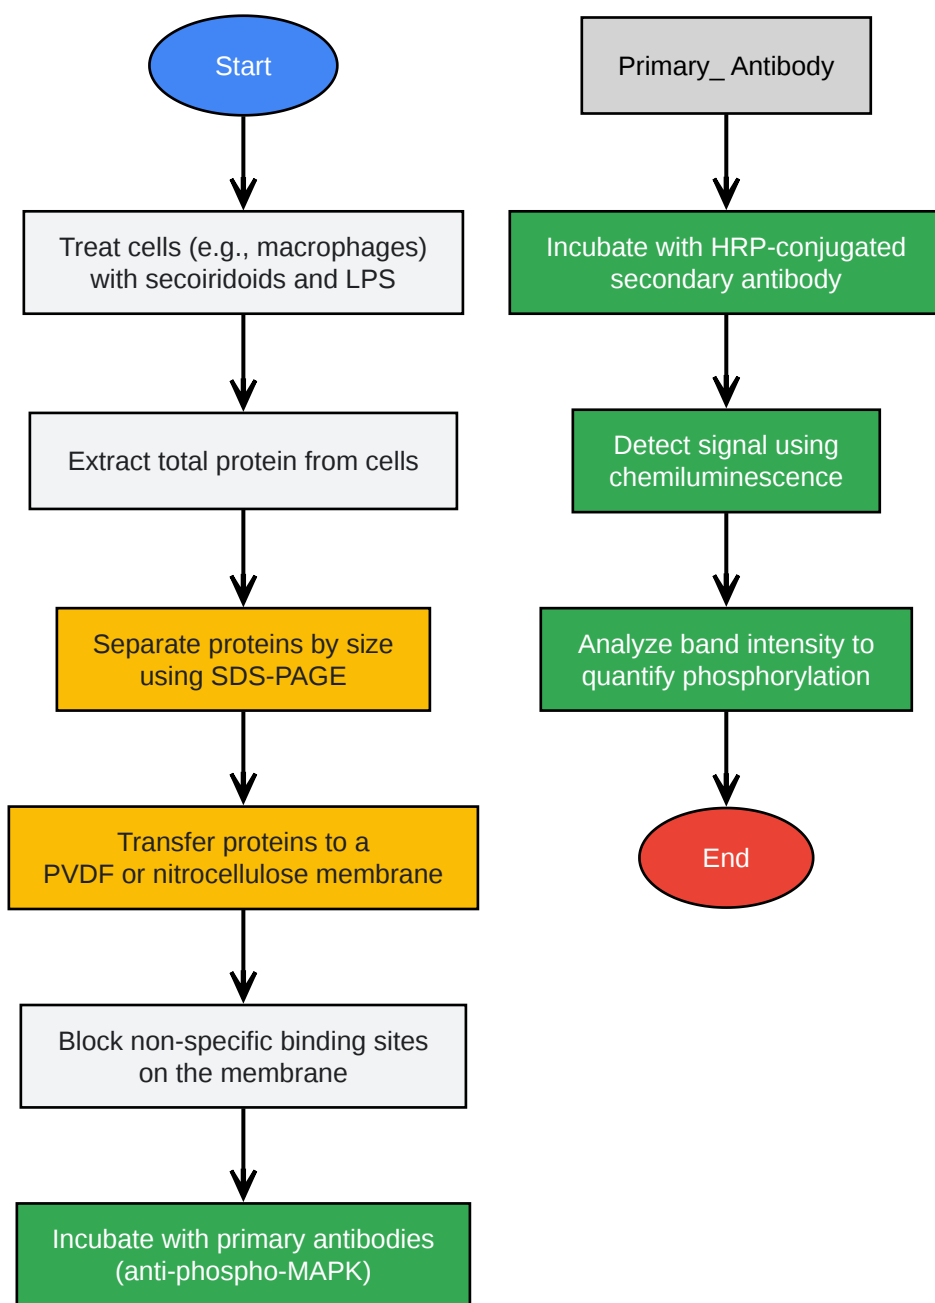 Start
Treat cells (e.g., macrophages)
with secoiridoids and LPS
Extract total protein from cells
Separate proteins by size
using SDS-PAGE
Transfer proteins to a
PVDF or nitrocellulose membrane
Block non-specific binding sites
on the membrane
Incubate with primary antibodies
(anti-phospho-MAPK)
Primary_ Antibody
Incubate with HRP-conjugated
secondary antibody
Detect signal using
chemiluminescence
Analyze band intensity to
quantify phosphorylation
End